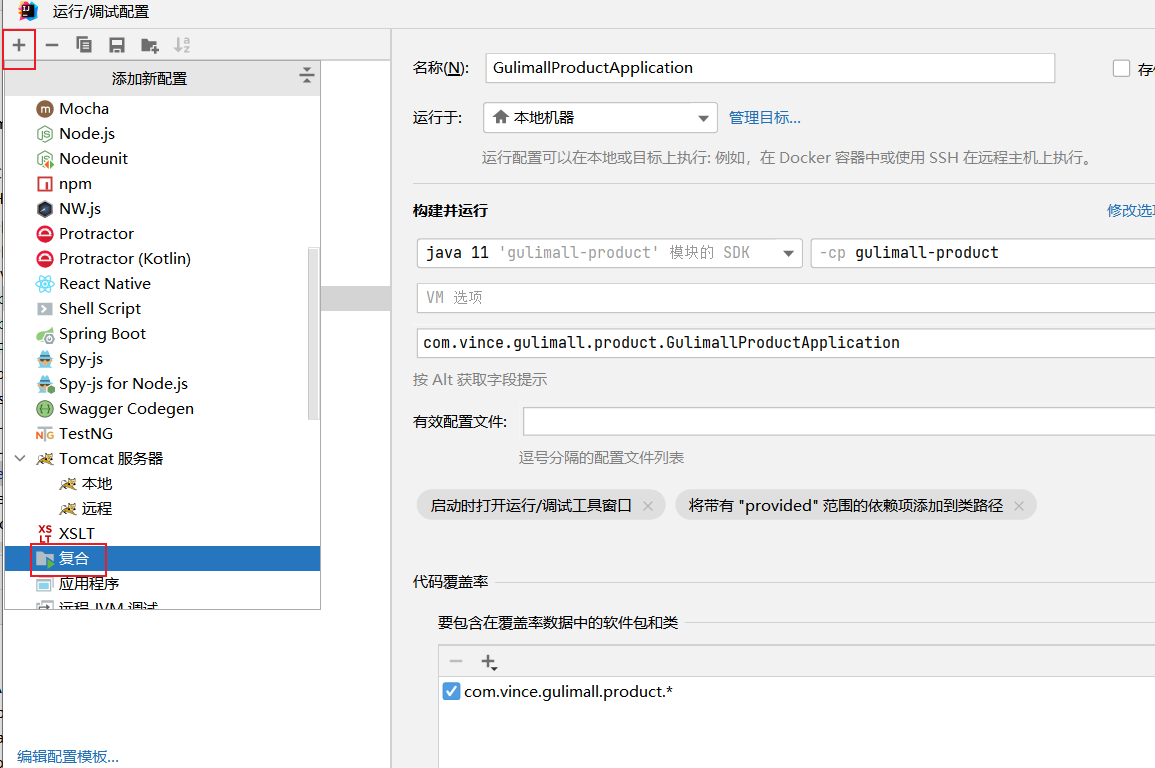 运行/调试配置
添加新配置
Mocha
Node.js
Nodeunit
npm
NW.js
Protractor
Protractor (Kotlin)
React Native
Shell Script
Spring Boot
Spy-js
Spy-js for Node.js
Swagger Codegen
TestNG
Tomcat 服务器
本地
远程
XSLT
复合
应用程序
远程 JVM 调试
编辑配置模板...
名称(N):
GulimallProductApplication
运行于:
本地机器
管理目标...
运行配置可以在本地或目标上执行: 例如，在 Docker 容器中或使用 SSH 在远程主机上执行。
构建并运行
修改选
java 11 'gulimall-product' 模块的 SDK
-cp gulimall-product
VM 选项
com.vince.gulimall.product.GulimallProductApplication
按 Alt 获取字段提示
有效配置文件:
逗号分隔的配置文件列表
启动时打开运行/调试工具窗口
将带有 "provided" 范围的依赖项添加到类路径
代码覆盖率
要包含在覆盖率数据中的软件包和类
com.vince.gulimall.product.*